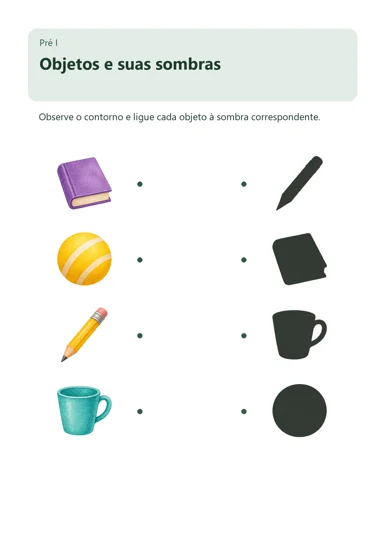 Pré I
Objetos e suas sombras
Observe o contorno e ligue cada objeto à sombra correspondente.